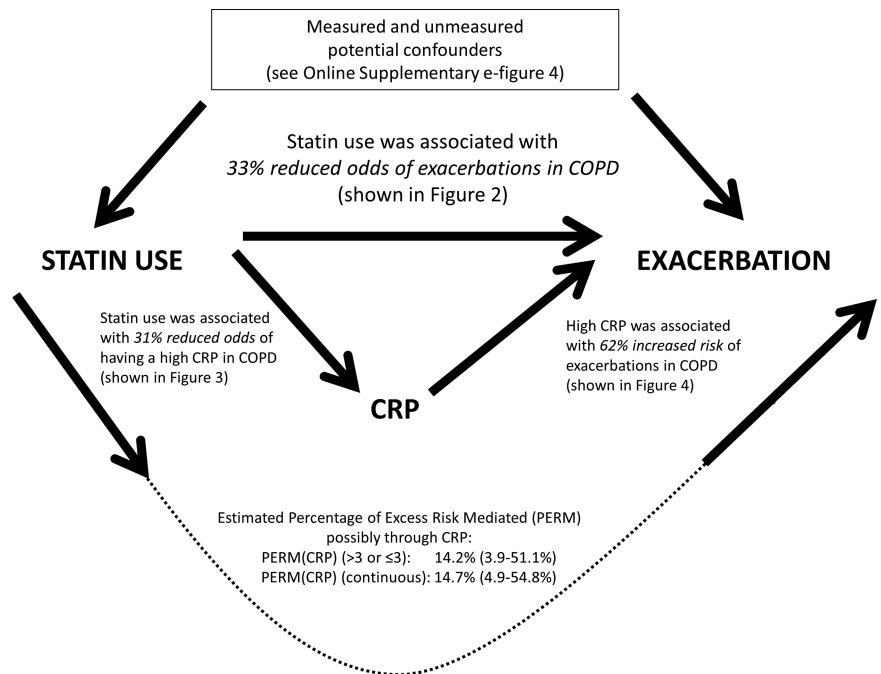 Measured and unmeasured
potential confounders
(see Online Supplementary e-figure 4)
Statin use was associated with
33% reduced odds of exacerbations in COPD
(shown in Figure 2)
STATIN USE
EXACERBATION
Statin use was associated
with 31% reduced odds of
having a high CRP in COPD
(shown in Figure 3)
High CRP was associated
with 62% increased risk of
exacerbations in COPD
(shown in Figure 4)
CRP
Estimated Percentage of Excess Risk Mediated (PERM)
possibly through CRP:
PERM(CRP) (>3 or ≤3): 14.2% (3.9-51.1%)
PERM(CRP) (continuous): 14.7% (4.9-54.8%)